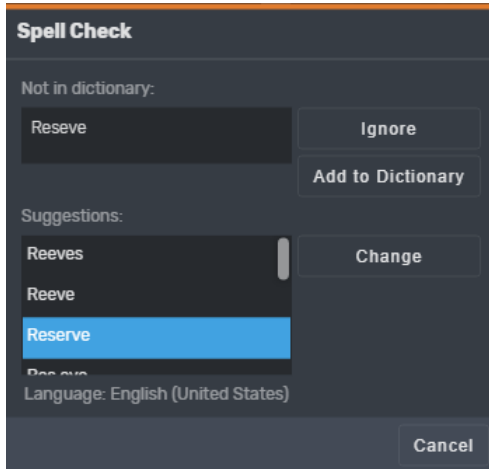 Spell Check
Not in dictionary:
Reseve
Ignore
Add to Dictionary
Suggestions:
Reeves
Change
Reeve
Reserve
Language: English (United States)
Cancel